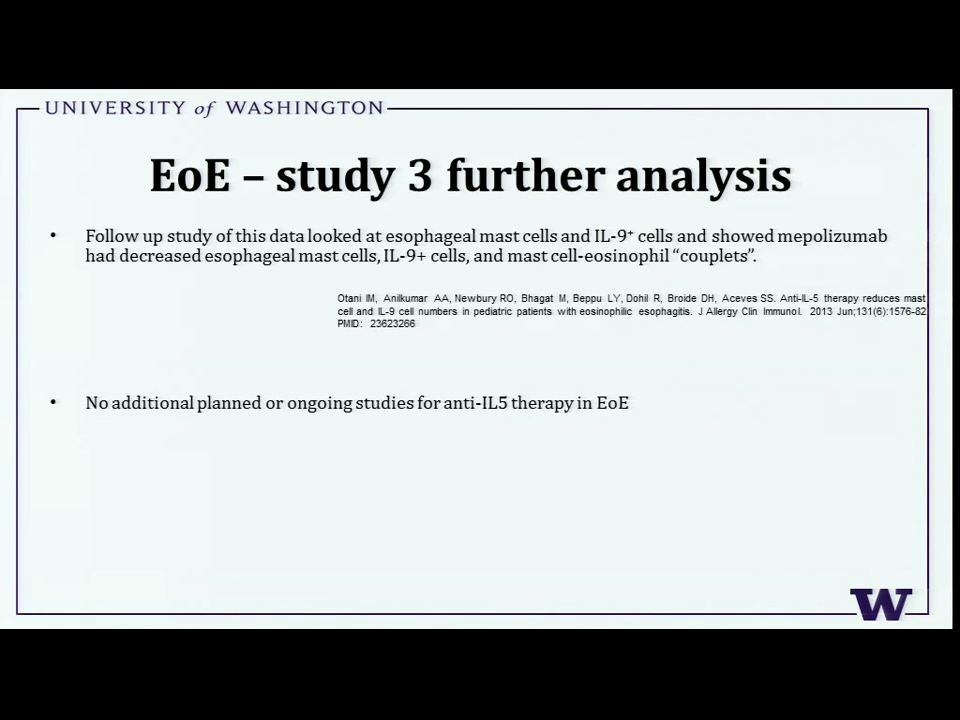 UNIVERSITY of WASHINGTON
EoE – study 3 further analysis
• Follow up study of this data looked at esophageal mast cells and IL-9⁺ cells and showed mepolizumab
had decreased esophageal mast cells, IL-9+ cells, and mast cell-eosinophil “couplets”.
Otani IM, Anilkumar AA, Newbury RO, Bhagat M, Beppu LY, Dohil R, Broide DH, Aceves SS. Anti-IL-5 therapy reduces mast
cell and IL-9 cell numbers in pediatric patients with eosinophilic esophagitis. J Allergy Clin Immunol. 2013 Jun;131(6):1576-82
PMID: 23623266
• No additional planned or ongoing studies for anti-IL5 therapy in EoE
W